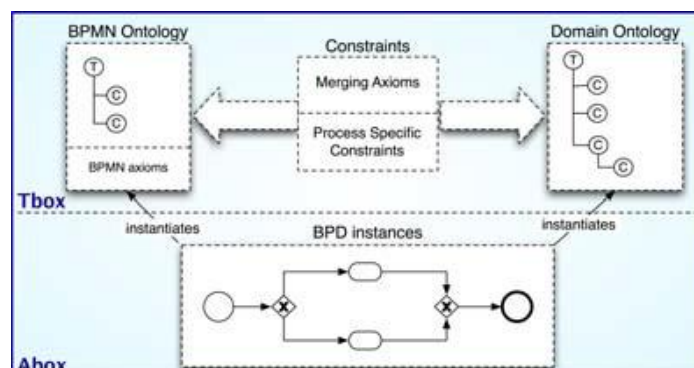 BPMN Ontology
Constraints
Domain Ontology
T
C
C
BPMN axioms
Merging Axioms
Process Specific
Constraints
T
C
C
C
C
Tbox
instantiates
instantiates
BPD instances
X
X
Abox